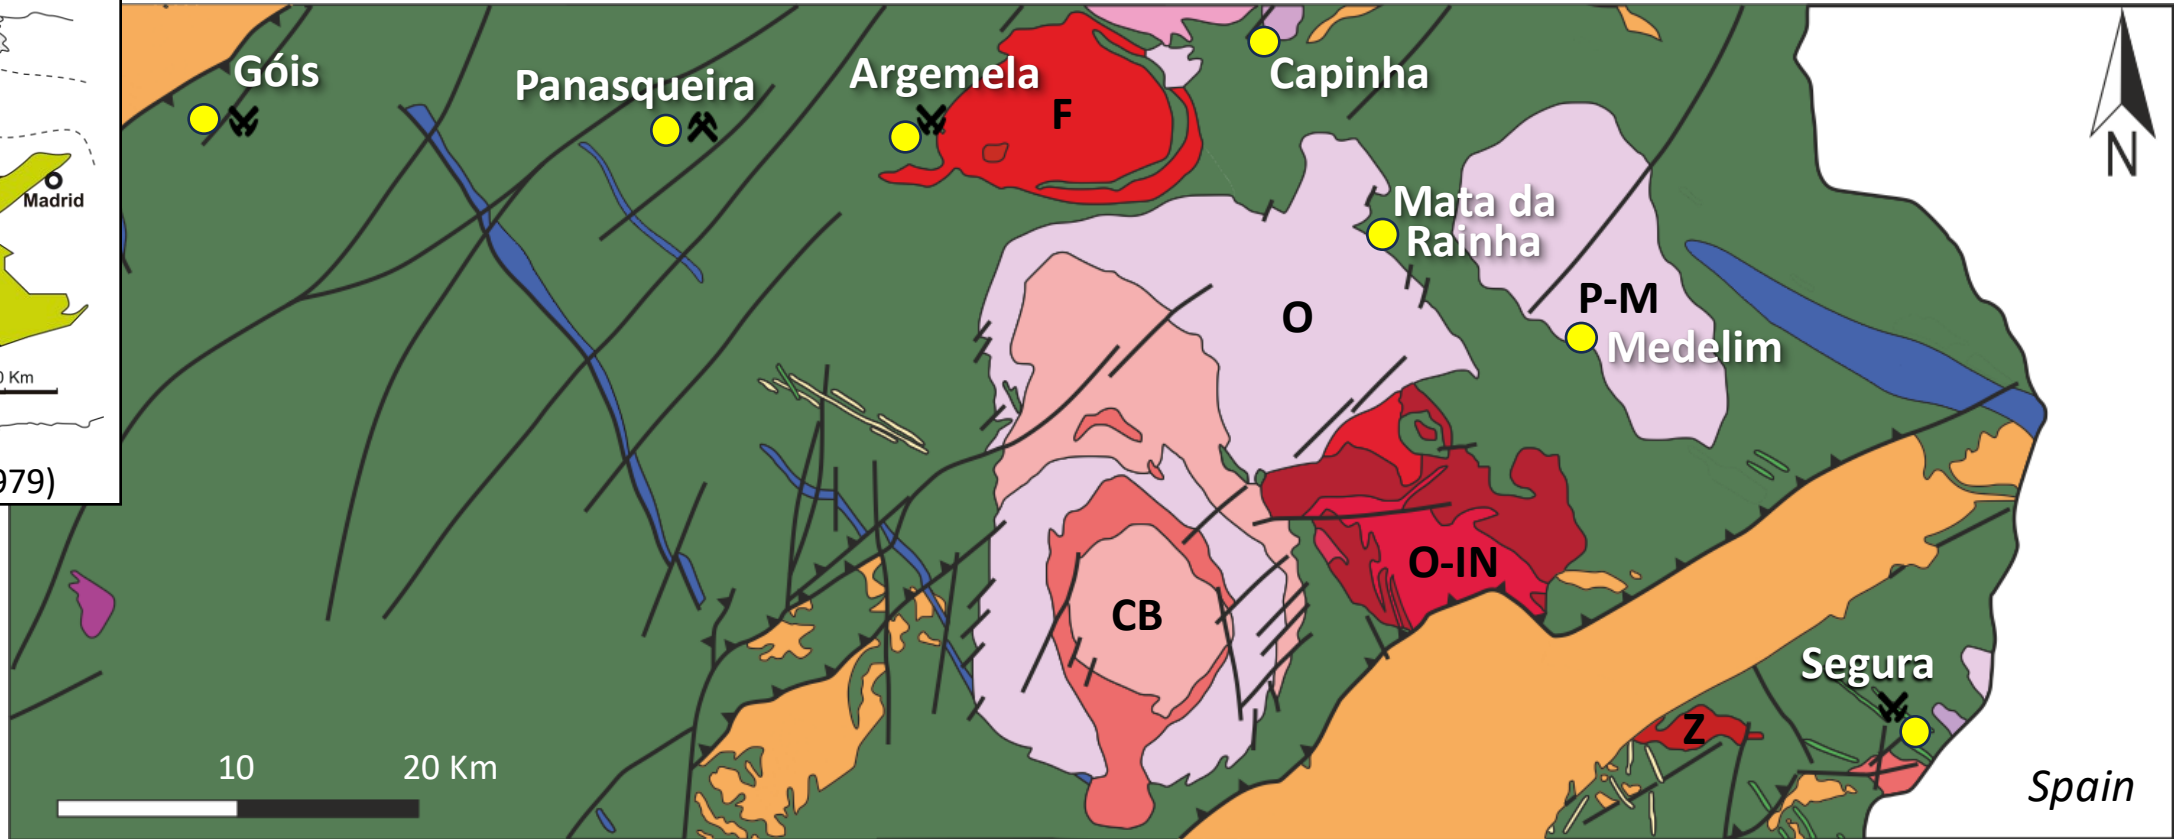 Góis
Panasqueira
Argemela
F
Capinha
N
Madrid
Mata da
Rainha
P-M
O
Medelim
0 Km
979)
O-IN
CB
Segura
Z
10 20 Km
Spain